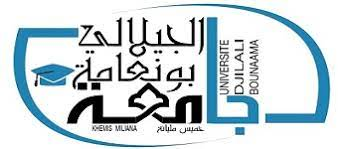 الجيلالي
بونعامة
جامعة
خميس مليانة
KHEMIS MILIANA
UNIVERSITE
DJILALI
BOUNAAMA